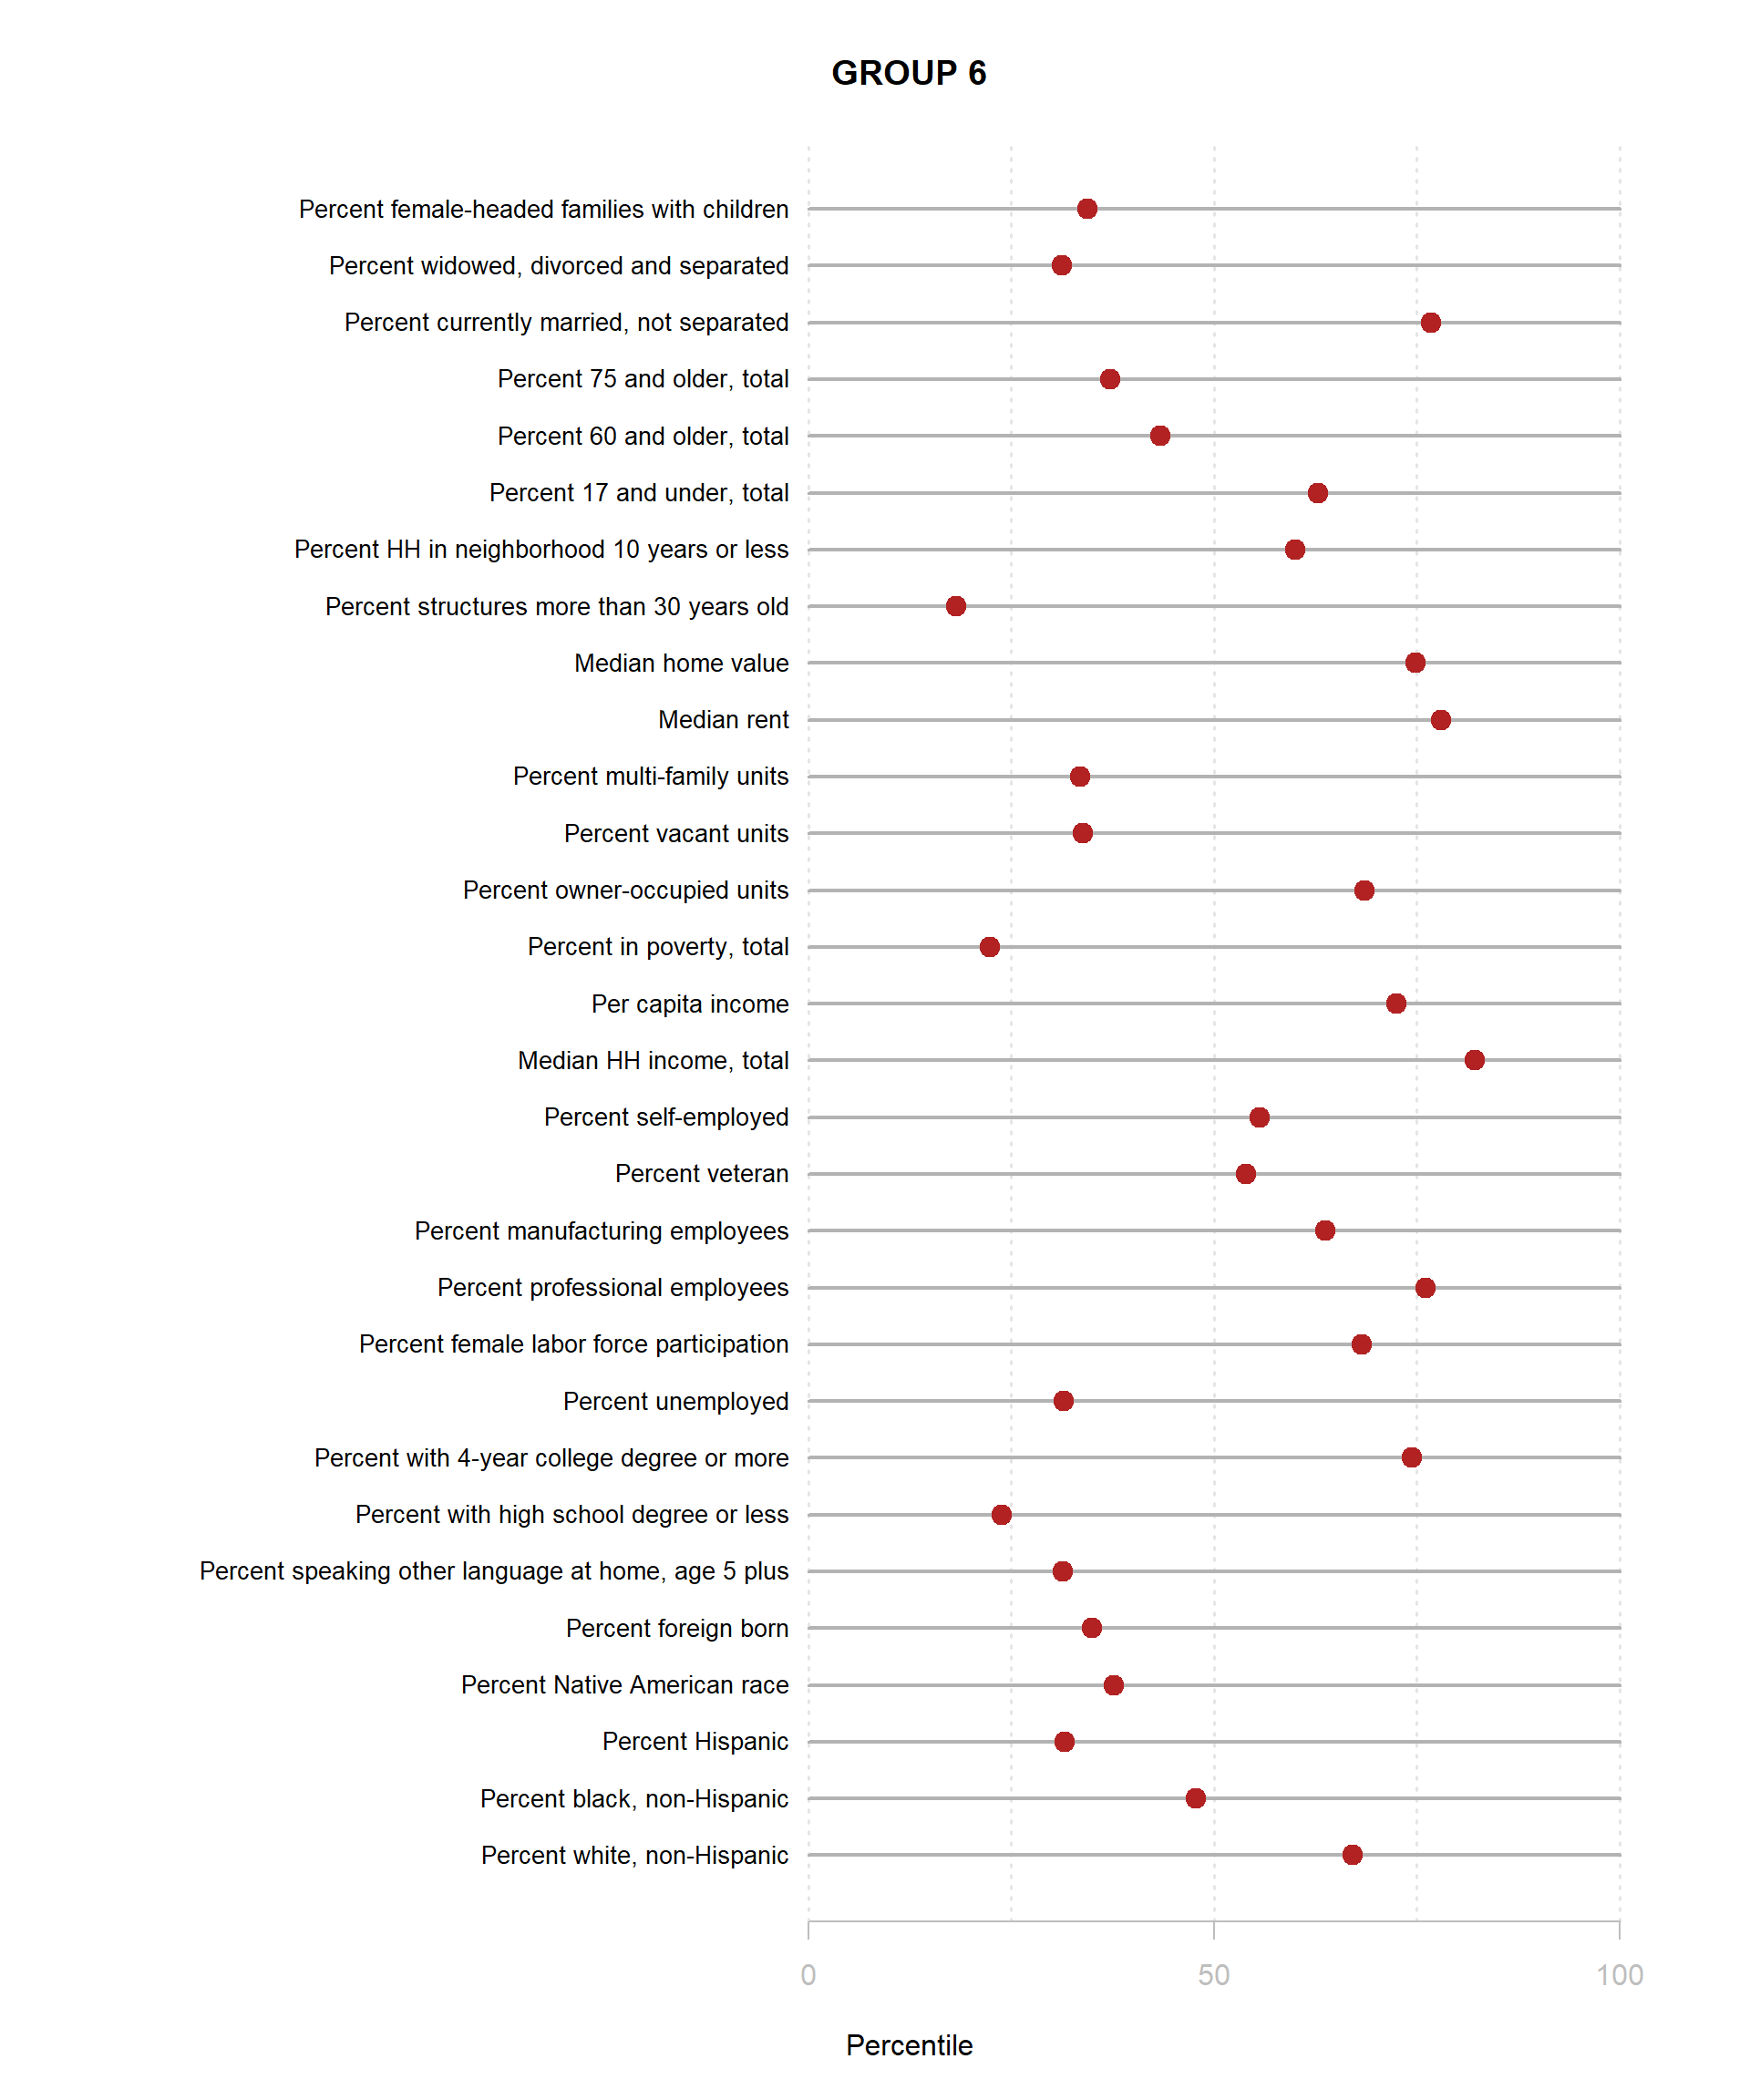 GROUP 6
Percent female-headed families with children
Percent widowed, divorced and separated
Percent currently married, not separated
Percent 75 and older, total
Percent 60 and older, total
Percent 17 and under, total
Percent HH in neighborhood 10 years or less
Percent structures more than 30 years old
Median home value
Median rent
Percent multi-family units
Percent vacant units
Percent owner-occupied units
Percent in poverty, total
Per capita income
Median HH income, total
Percent self-employed
Percent veteran
Percent manufacturing employees
Percent professional employees
Percent female labor force participation
Percent unemployed
Percent with 4-year college degree or more
Percent with high school degree or less
Percent speaking other language at home, age 5 plus
Percent foreign born
Percent Native American race
Percent Hispanic
Percent black, non-Hispanic
Percent white, non-Hispanic
0 50 100
Percentile